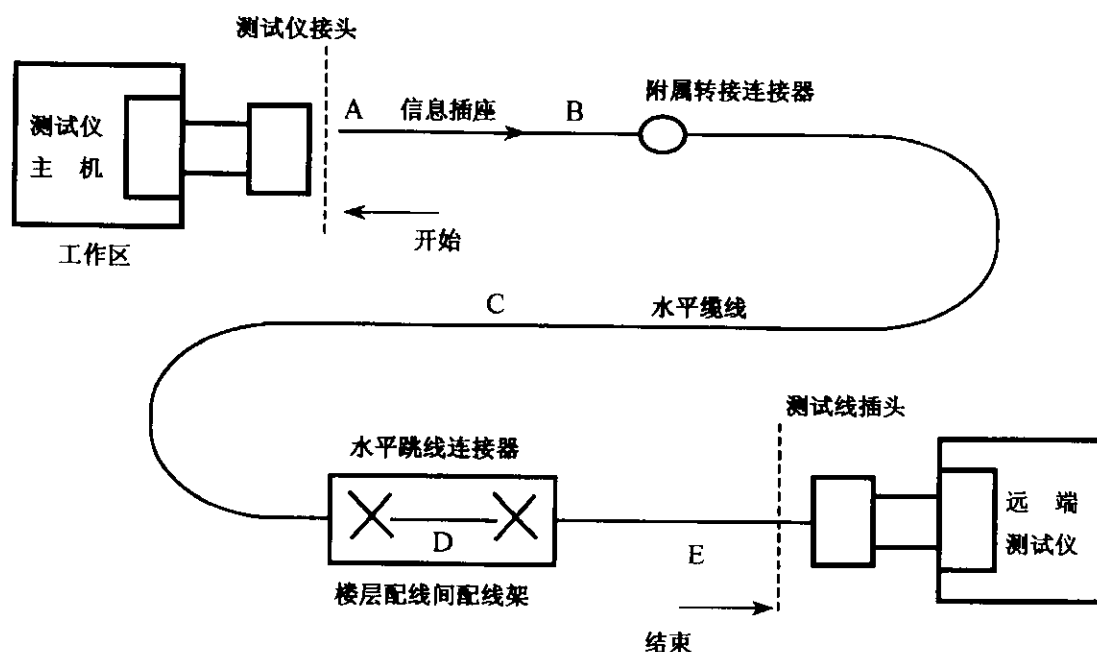 测试仪接头
测试仪
主 机
A
信息插座
B
附属转接连接器
开始
工作区
C
水平缆线
测试线插头
水平跳线连接器
D
E
远 端
测试仪
楼层配线间配线架
结束